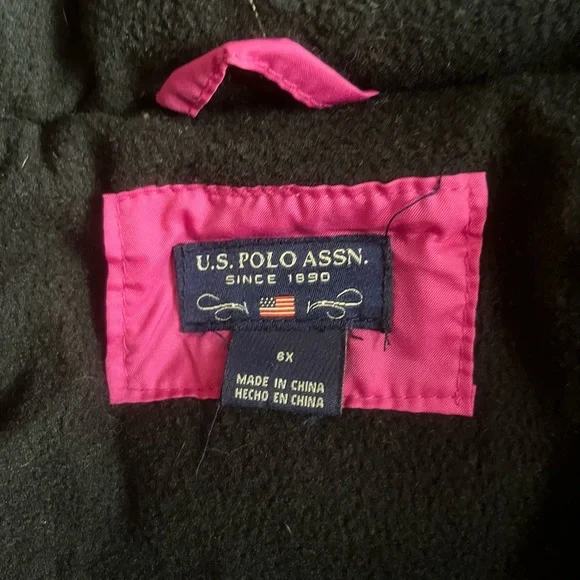 U.S. POLO ASSN.
SINCE 1890
6X
MADE IN CHINA
HECHO EN CHINA